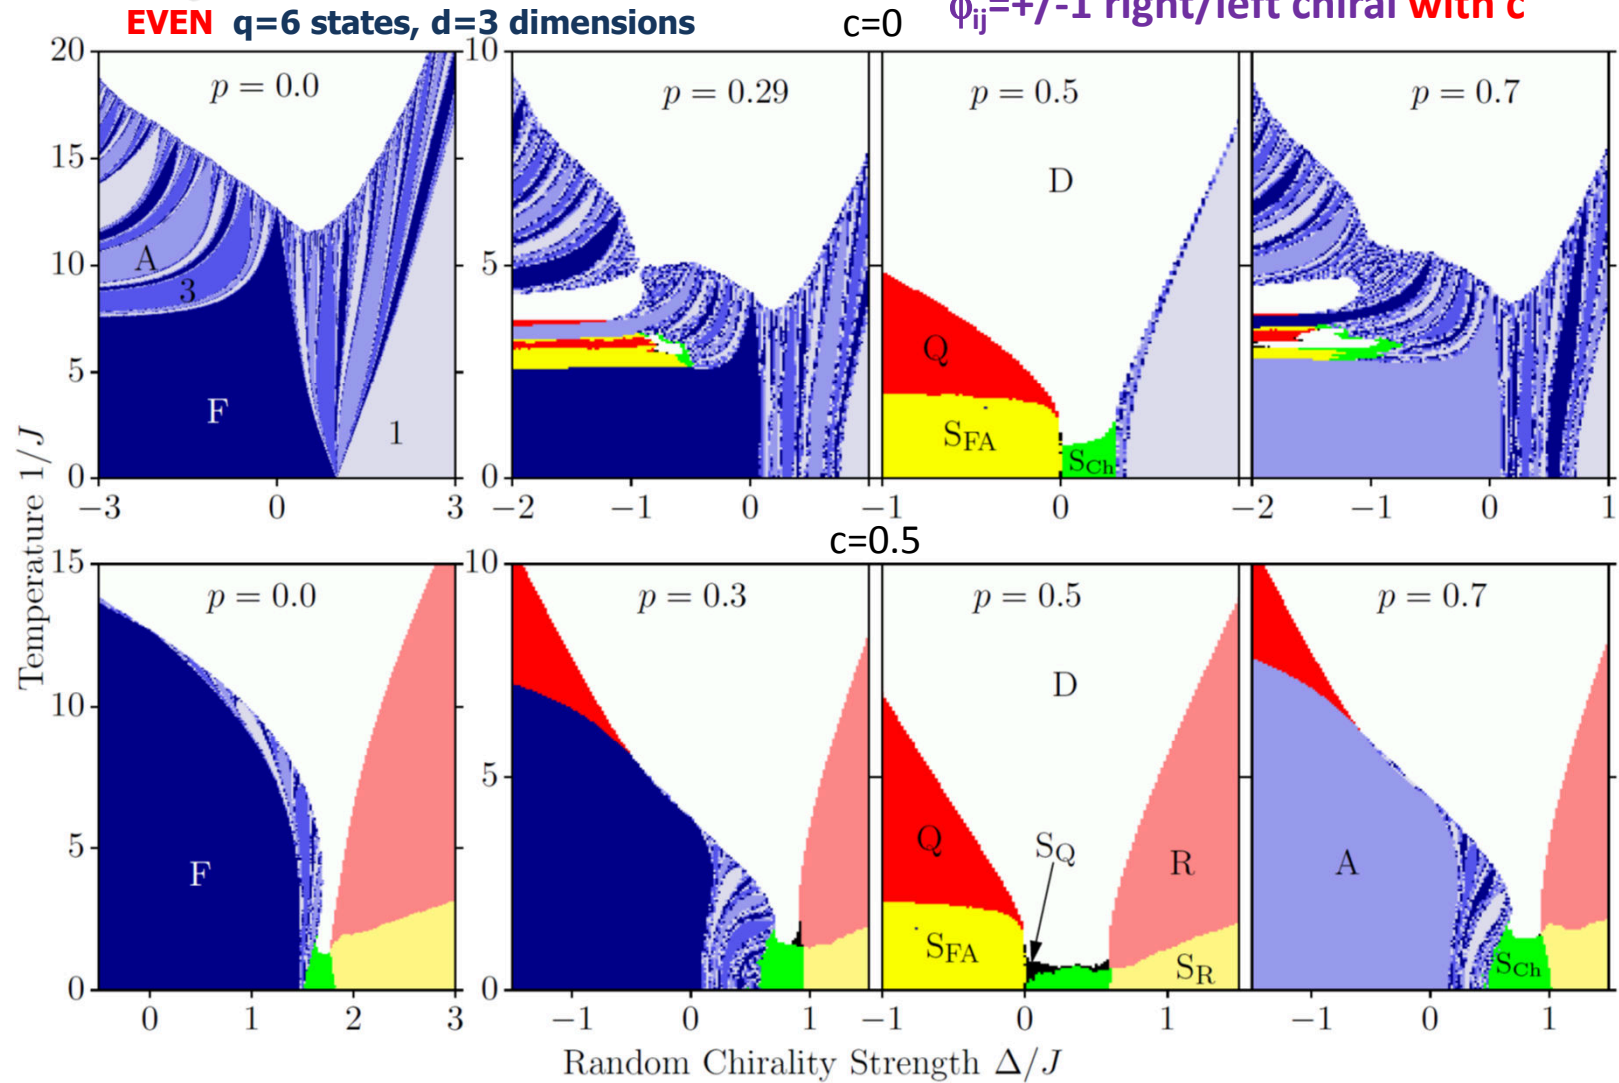 EVEN q=6 states, d=3 dimensions
c=0
ϕij=+/-1 right/left chiral with c
20
15
10
5
0
p = 0.0
A
3
F
1
−3 0 3
10
5
0
p = 0.29
−2 −1 0
p = 0.5
D
Q
SFA
SCh
−1 0
p = 0.7
−2 −1 0 1
c=0.5
Temperature 1/J
15
10
5
0
p = 0.0
F
0 1 2 3
10
5
0
p = 0.3
−1 0 1
p = 0.5
D
Q
SQ
R
SFA
SR
−1 0 1
p = 0.7
A
SCh
−1 0 1
Random Chirality Strength Δ/J